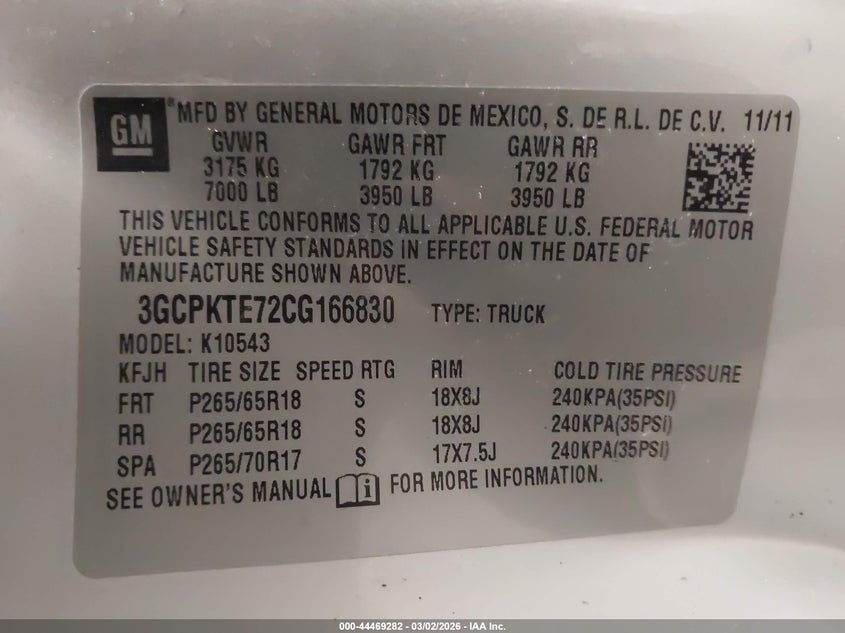 GM ® MFD BY GENERAL MOTORS DE MEXICO, S. DE R.L. DE C.V. 11/11
GVWR GAWR FRT GAWR RR
3175 KG 1792 KG 1792 KG
7000 LB 3950 LB 3950 LB
THIS VEHICLE CONFORMS TO ALL APPLICABLE U.S. FEDERAL MOTOR
VEHICLE SAFETY STANDARDS IN EFFECT ON THE DATE OF
MANUFACTURE SHOWN ABOVE.
3GCPKTE72CG166830 TYPE: TRUCK
MODEL: K10543
KFJH TIRE SIZE SPEED RTG RIM COLD TIRE PRESSURE
FRT P265/65R18 S 18X8J 240KPA(35PSI)
RR P265/65R18 S 18X8J 240KPA(35PSI)
SPA P265/70R17 S 17X7.5J 240KPA(35PSI)
SEE OWNER'S MANUAL i FOR MORE INFORMATION.
000-44469282 - 03/02/2026 - IAA Inc.